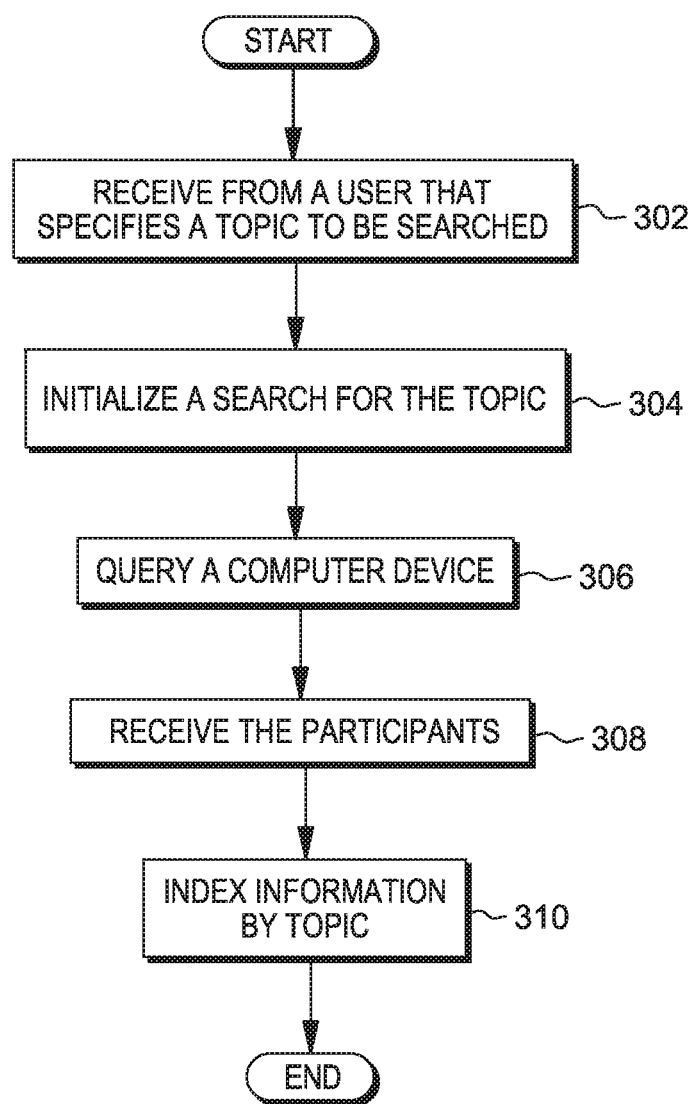 START
RECEIVE FROM A USER THAT
SPECIFIES A TOPIC TO BE SEARCHED
302
INITIALIZE A SEARCH FOR THE TOPIC
304
QUERY A COMPUTER DEVICE
306
RECEIVE THE PARTICIPANTS
308
INDEX INFORMATION
BY TOPIC
310
END